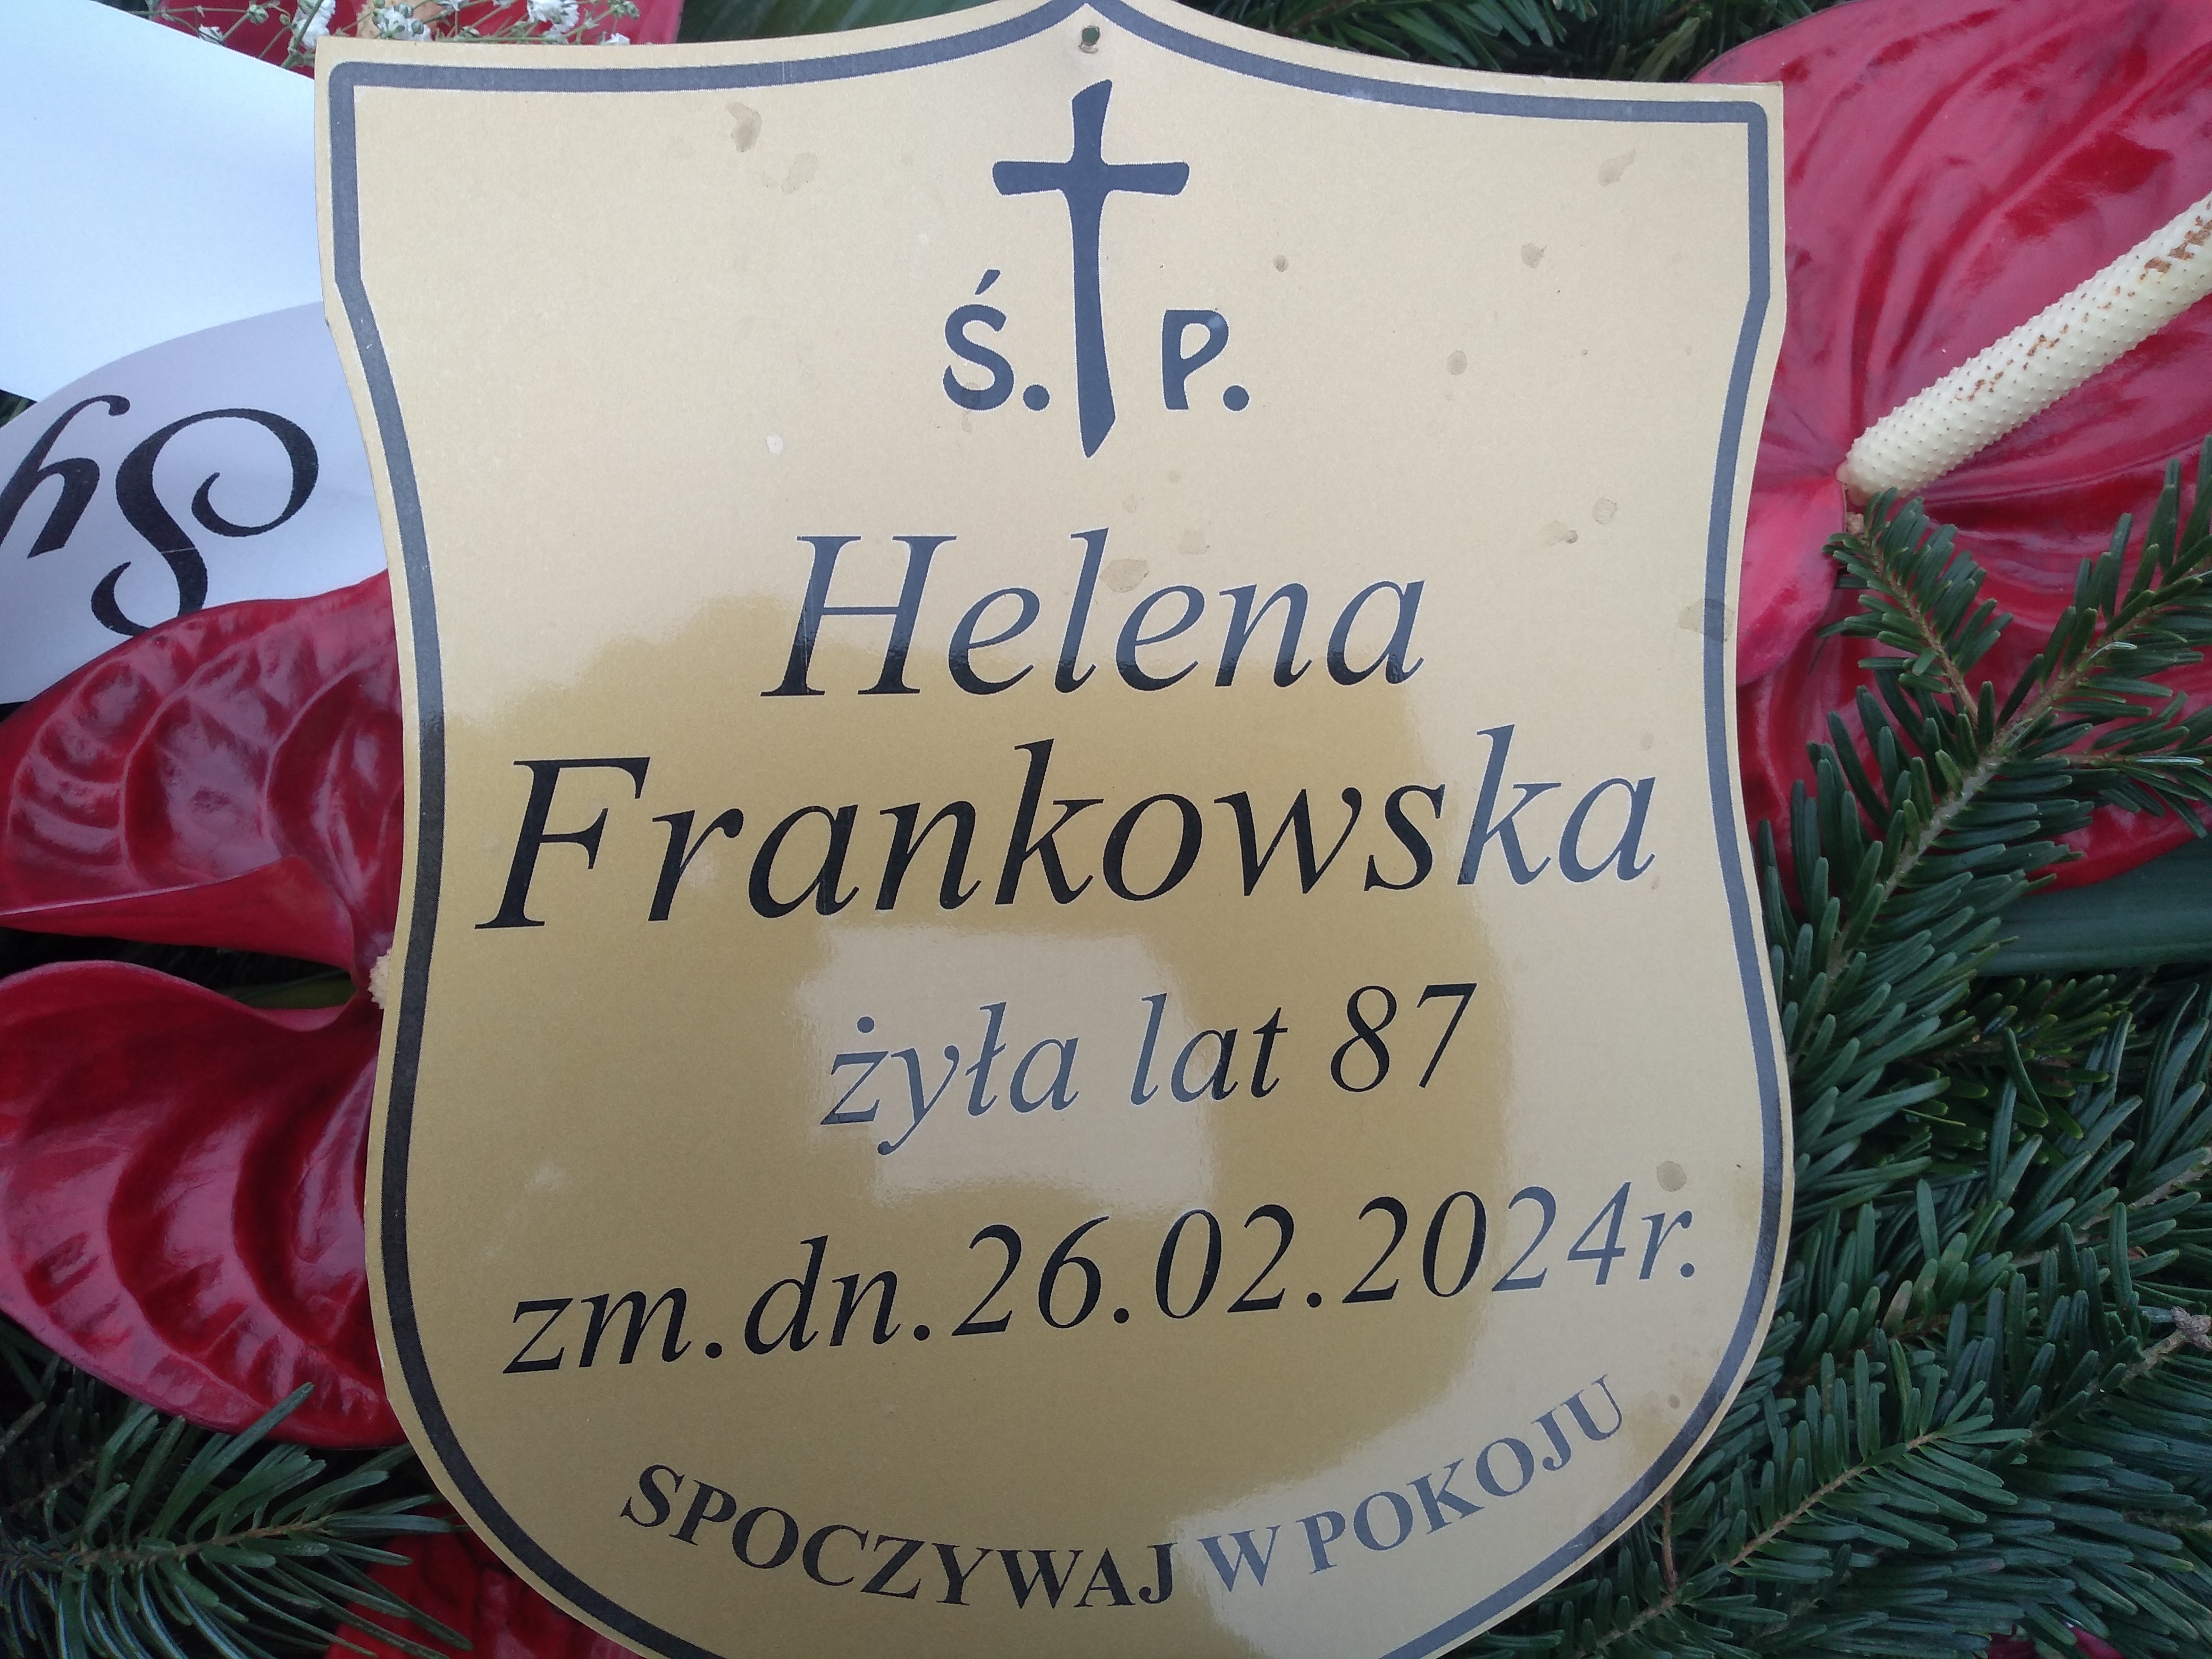 Ś. P.
Helena
Frankowska
żyła lat 87
zm.dn.26.02.2024r.
SPOCZYWAJ W POKOJU